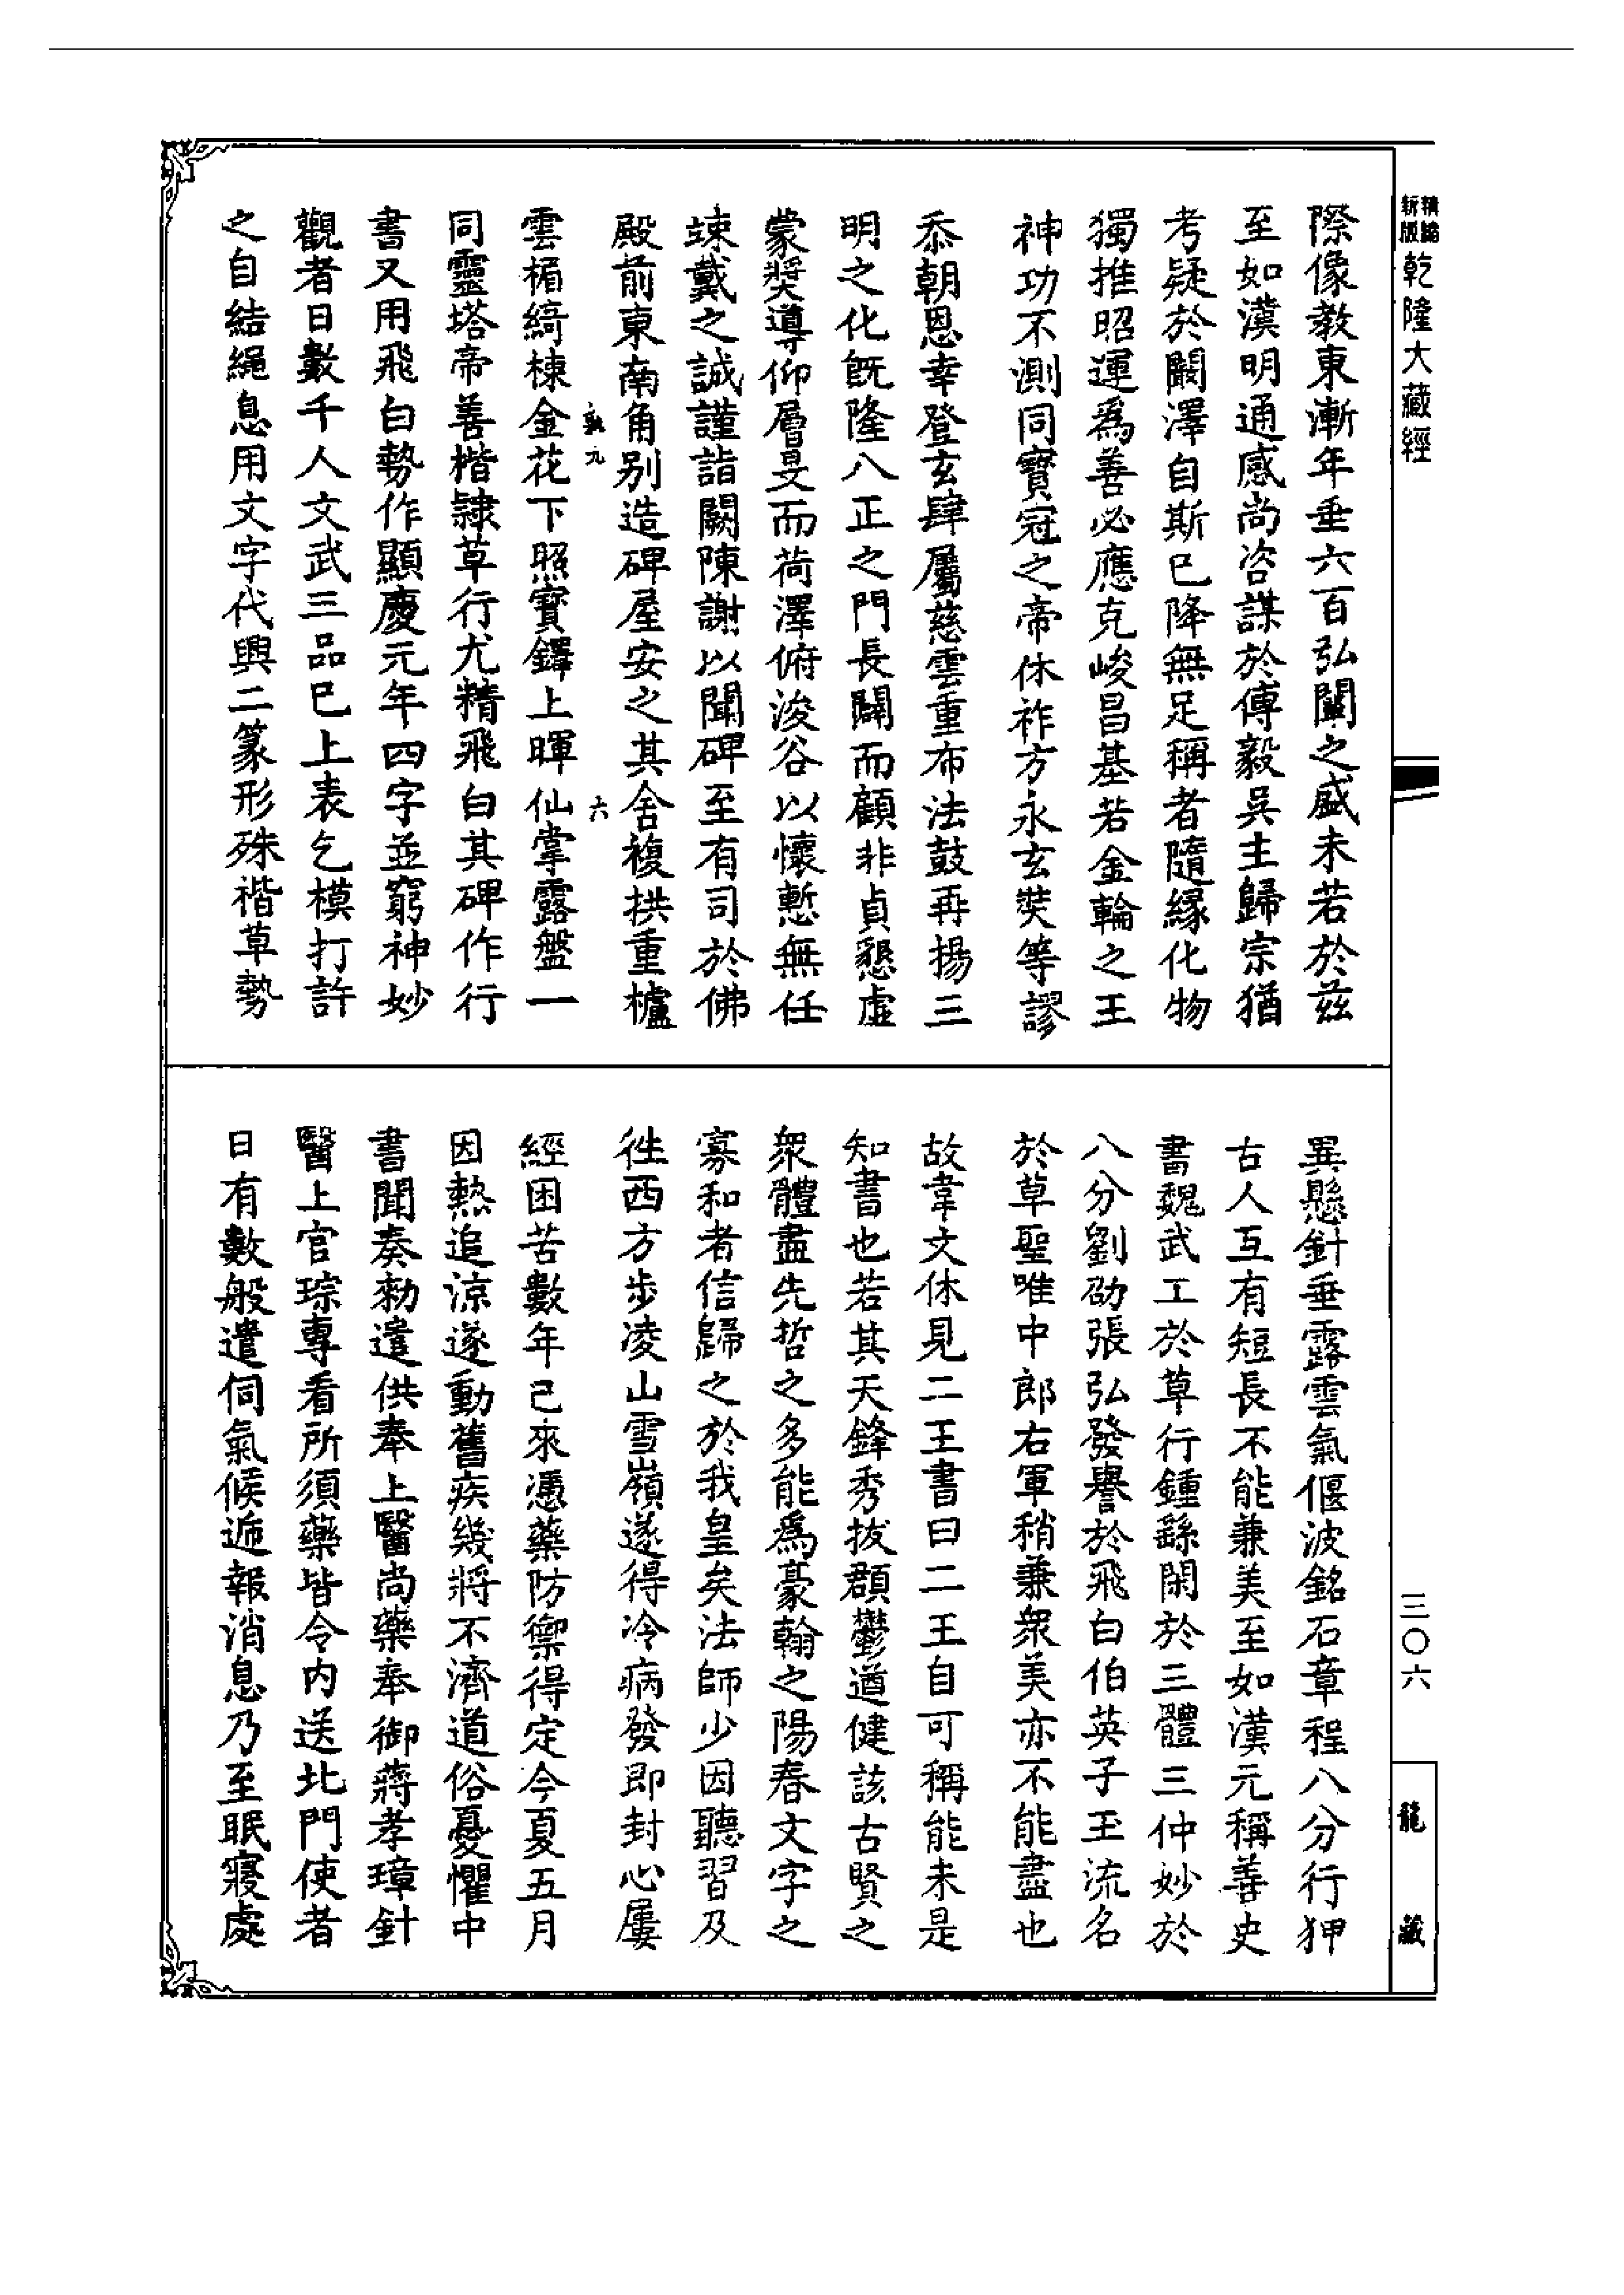 精縮新版乾隆大藏經
三〇六
龍藏
際像教東漸年垂六百弘闡之盛未若於茲
至如漢明通感尚咨謀於傅毅吳主歸宗猶
考疑於闞澤自斯已降無足稱者隨緣化物
獨推昭運為善必應克峻昌基若金輪之王
神功不測同寶冠之帝休祚方永玄奘等謬
忝朝恩幸登玄肆屬慈雲重布法鼓再揚三
明之化旣隆八正之門長闢而顧非貞懇虛
蒙獎導仰層旻而荷澤俯浚谷以懷慙無任
竦戴之誠謹詣闕陳謝以聞碑至有司於佛
殿前東南角別造碑屋安之其舍複拱重櫨
六
雲楣綺棟金花下照寶鐸上暉仙掌露盤一
同靈塔帝善楷隷草行尤精飛白其碑作行
書又用飛白勢作顯慶元年四字並窮神妙
觀者日數千人文武三品已上表乞模打許
之自結繩息用文字代興二篆形殊楷草勢
異懸針垂露雲氣偃波銘石章程八分行狎
古人互有短長不能兼美至如漢元稱善史
書魏武工於草行鍾繇閑於三體三仲妙於
八分劉劭張弘發譽於飛白伯英子玉流名
於草聖唯中郎右軍稍兼衆美亦不能盡也
故韋文休見二王書曰二王自可稱能未是
知書也若其天鋒秀拔頵鬱遒健該古賢之
衆體盡先哲之多能為毫翰之陽春文字之
寡和者信歸之於我皇矣法師少因聽習及
徃西方步凌山雪嶺遂得冷病發即封心屢
經困苦數年已來憑藥防禦得定今夏五月
因熱追涼遂動舊疾幾將不濟道俗憂懼中
書聞奏勑遣供奉上醫尚藥奉御蔣孝璋針
醫上官琮專看所須藥皆令內送北門使者
日有數般遣伺氣候遞報消息乃至眠寢處